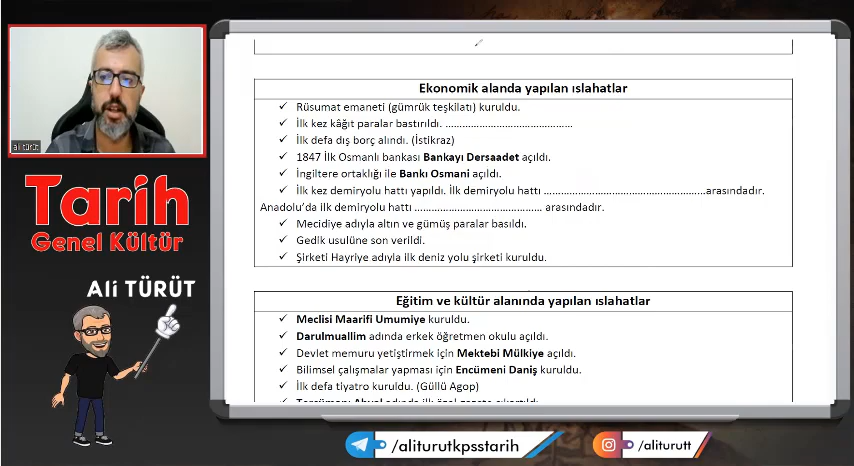 ali türüt
Tarih
Genel Kültür
Ali TÜRÜT
Ekonomik alanda yapılan ıslahatlar
✓ Rüsumat emaneti (gümrük teşkilatı) kuruldu.
✓ İlk kez kâğıt paralar bastırıldı. ……………………………………
✓ İlk defa dış borç alındı. (İstikraz)
✓ 1847 İlk Osmanlı bankası Bankayı Dersaadet açıldı.
✓ İngiltere ortaklığı ile Bankı Osmani açıldı.
✓ İlk kez demiryolu hattı yapıldı. İlk demiryolu hattı …………………………………………………arasındadır.
Anadolu’da ilk demiryolu hattı ……………………………………… arasındadır.
✓ Mecidiye adıyla altın ve gümüş paralar basıldı.
✓ Gedik usulüne son verildi.
✓ Şirketi Hayriye adıyla ilk deniz yolu şirketi kuruldu.
Eğitim ve kültür alanında yapılan ıslahatlar
✓ Meclisi Maarifi Umumiye kuruldu.
✓ Darulmuallim adında erkek öğretmen okulu açıldı.
✓ Devlet memuru yetiştirmek için Mektebi Mülkiye açıldı.
✓ Bilimsel çalışmalar yapması için Encümeni Daniş kuruldu.
✓ İlk defa tiyatro kuruldu. (Güllü Agop)
/aliturutkpsstarih
/aliturutt